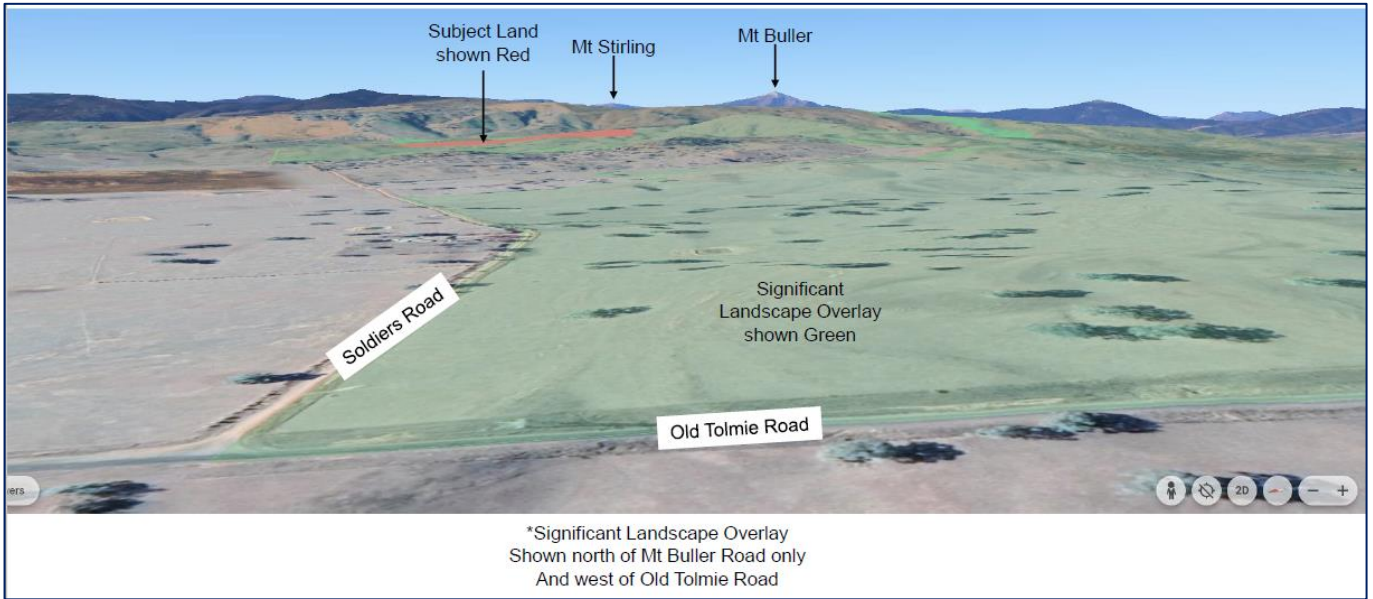 Subject Land
shown Red
Mt Stirling
Mt Buller
Significant
Landscape Overlay
shown Green
Soldiers Road
Old Tolmie Road
ers
2D
*Significant Landscape Overlay
Shown north of Mt Buller Road only
And west of Old Tolmie Road